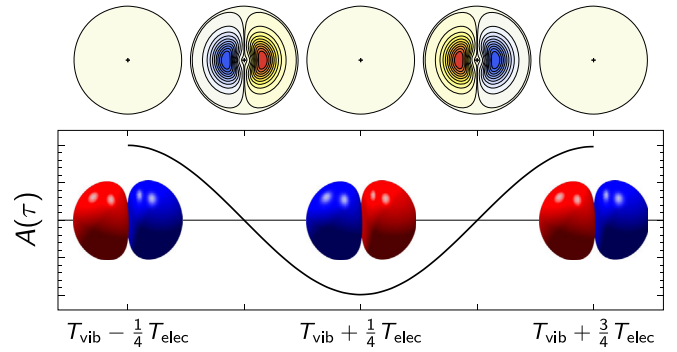 A(τ)
T_vib − 1/4 T_elec
T_vib + 1/4 T_elec
T_vib + 3/4 T_elec